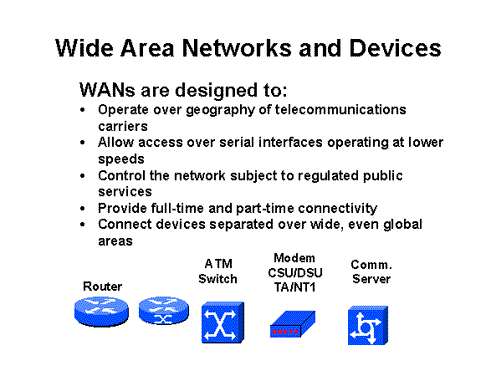 Wide Area Networks and Devices
WANs are designed to:
• Operate over geography of telecommunications
carriers
• Allow access over serial interfaces operating at lower
speeds
• Control the network subject to regulated public
services
• Provide full-time and part-time connectivity
• Connect devices separated over wide, even global
areas
Router
ATM
Switch
Modem
CSU/DSU
TA/NT1
Comm.
Server